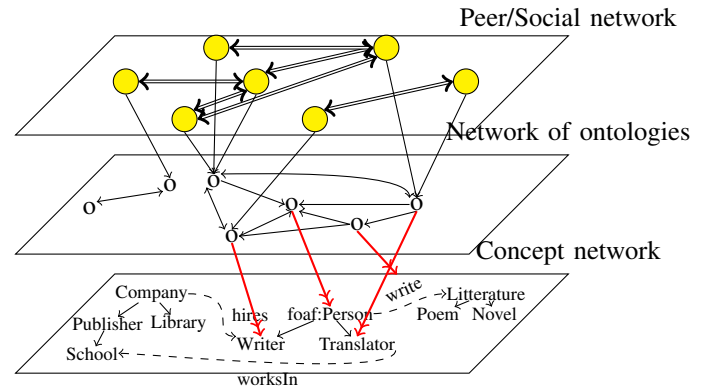 Peer/Social network
Network of ontologies
o
o
o
o
o
o
o
Concept network
Company
write
Litterature
hires
foaf:Person
Poem
Novel
Publisher
Library
Writer
Translator
School
worksIn